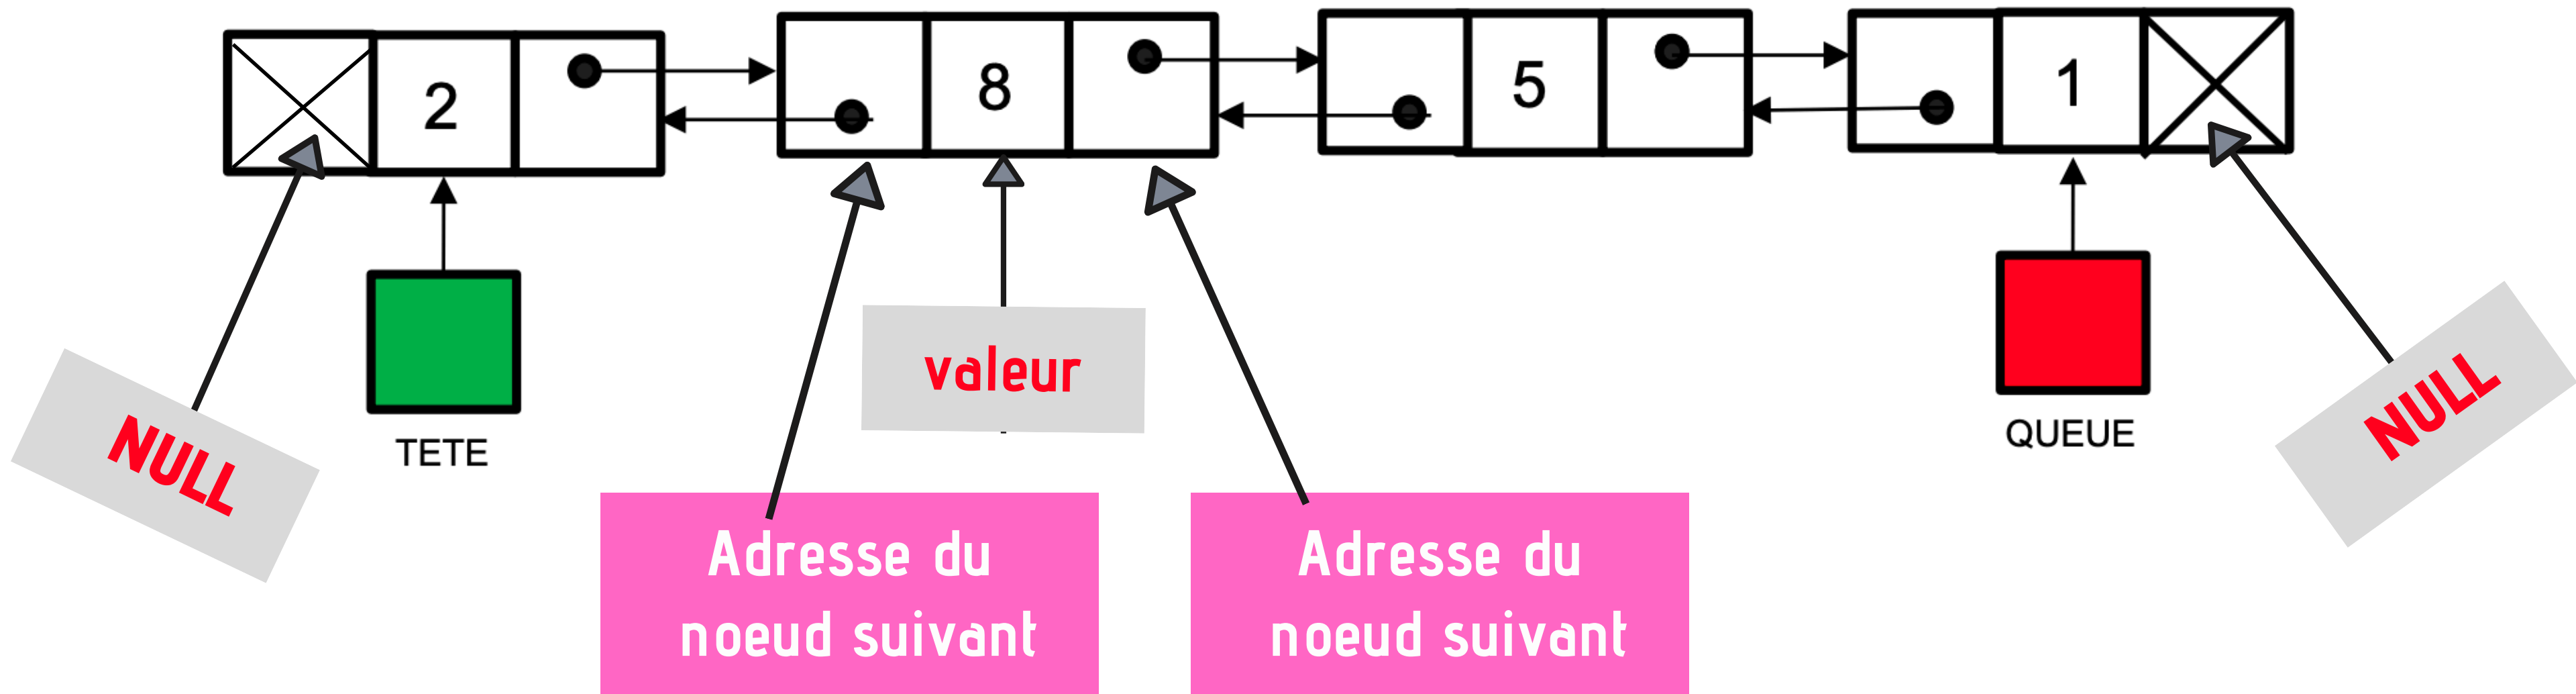 2
8
5
1
NULL
TETE
valeur
QUEUE
NULL
Adresse du
noeud suivant
Adresse du
noeud suivant